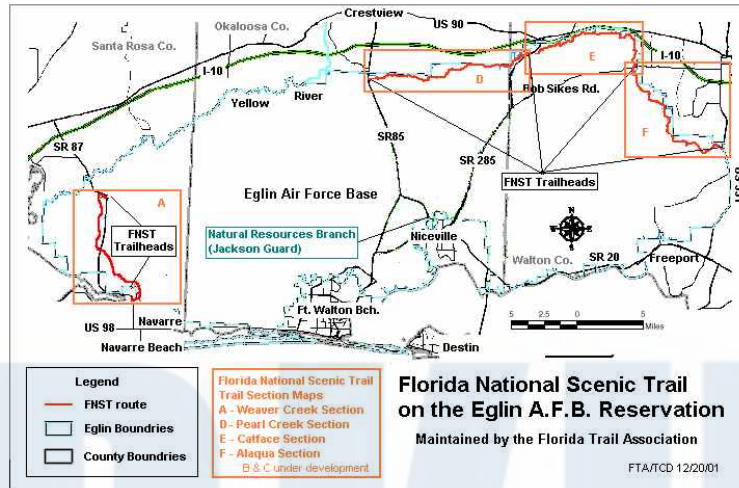 Crestview
US 90
Okaloosa Co.
Santa Rosa Co.
I-10
E
D
Yellow River
Bob Sikes Rd.
SR 87
SR85
SR 285
F
A
Eglin Air Force Base
FNST Trailheads
US 331
FNST
Trailheads
Natural Resources Branch
(Jackson Guard)
Niceville
Walton Co.
SR 20
Freeport
Ft. Walton Bch.
US 98
Navarre
Navarre Beach
Destin
5 2.5 0 5
Miles
Legend
FNST route
Eglin Boundries
County Boundries
Florida National Scenic Trail
Trail Section Maps
A - Weaver Creek Section
D - Pearl Creek Section
E - Catface Section
F - Alaqua Section
B & C under development
Florida National Scenic Trail
on the Eglin A.F.B. Reservation
Maintained by the Florida Trail Association
FTA/TCD 12/20/01